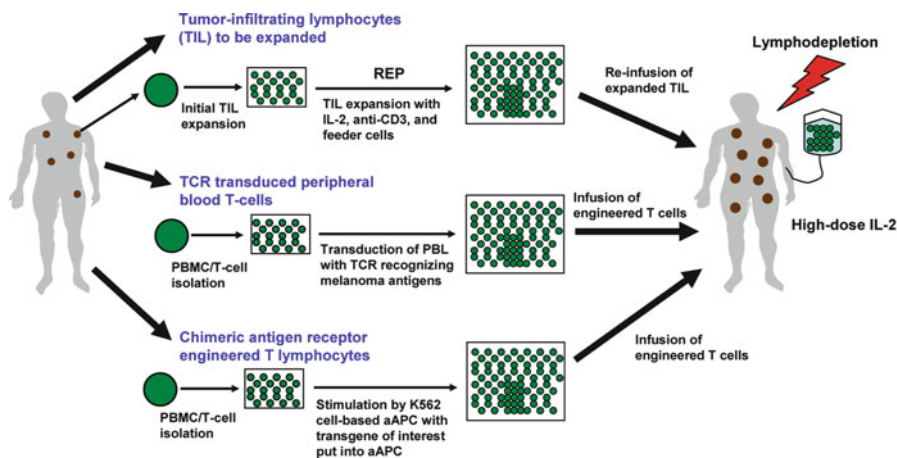 Tumor-infiltrating lymphocytes
(TIL) to be expanded
Initial TIL
expansion
REP
TIL expansion with
IL-2, anti-CD3, and
feeder cells
Re-infusion of
expanded TIL
Lymphodepletion
High-dose IL-2
TCR transduced peripheral
blood T-cells
PBMC/T-cell
isolation
Transduction of PBL
with TCR recognizing
melanoma antigens
Infusion of
engineered T cells
Chimeric antigen receptor
engineered T lymphocytes
PBMC/T-cell
isolation
Stimulation by K562
cell-based aAPC with
transgene of interest
put into aAPC
Infusion of
engineered T cells